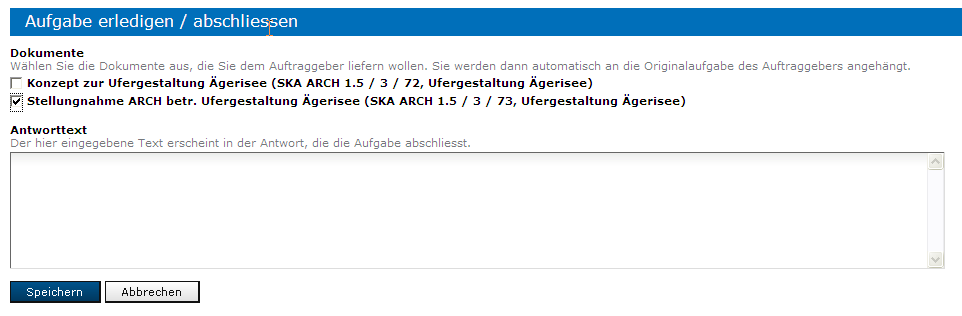 Aufgabe erledigen / abschliessen
Dokumente
Wählen Sie die Dokumente aus, die Sie dem Auftraggeber liefern wollen. Sie werden dann automatisch an die Originalaufgabe des Auftraggebers angehängt.
Konzept zur Ufergestaltung Ägerisee (SKA ARCH 1.5 / 3 / 72, Ufergestaltung Ägerisee)
Stellungnahme ARCH betr. Ufergestaltung Ägerisee (SKA ARCH 1.5 / 3 / 73, Ufergestaltung Ägerisee)
Antworttext
Der hier eingegebene Text erscheint in der Antwort, die die Aufgabe abschliesst.
Speichern Abbrechen